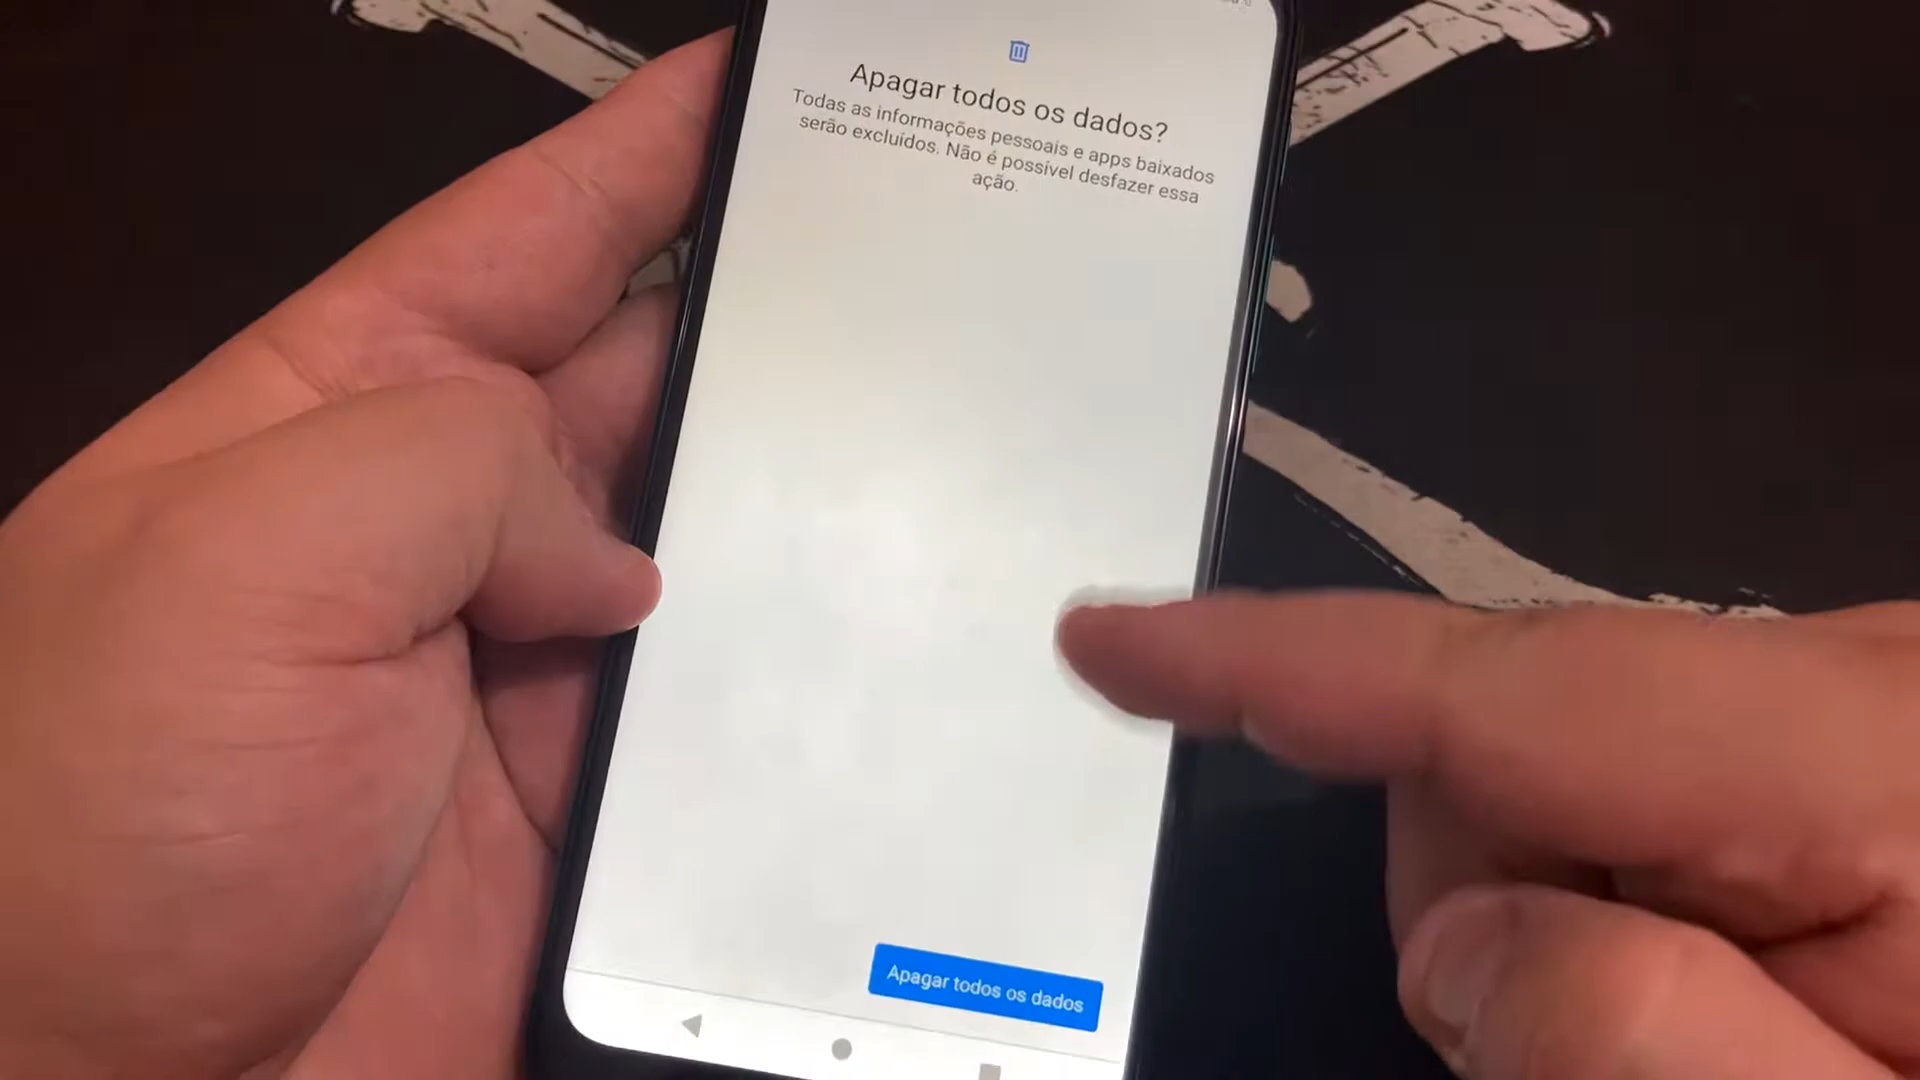 Apagar todos os dados?
Todas as informações pessoais e apps baixados
serão excluídos. Não é possível desfazer essa
ação.
Apagar todos os dados